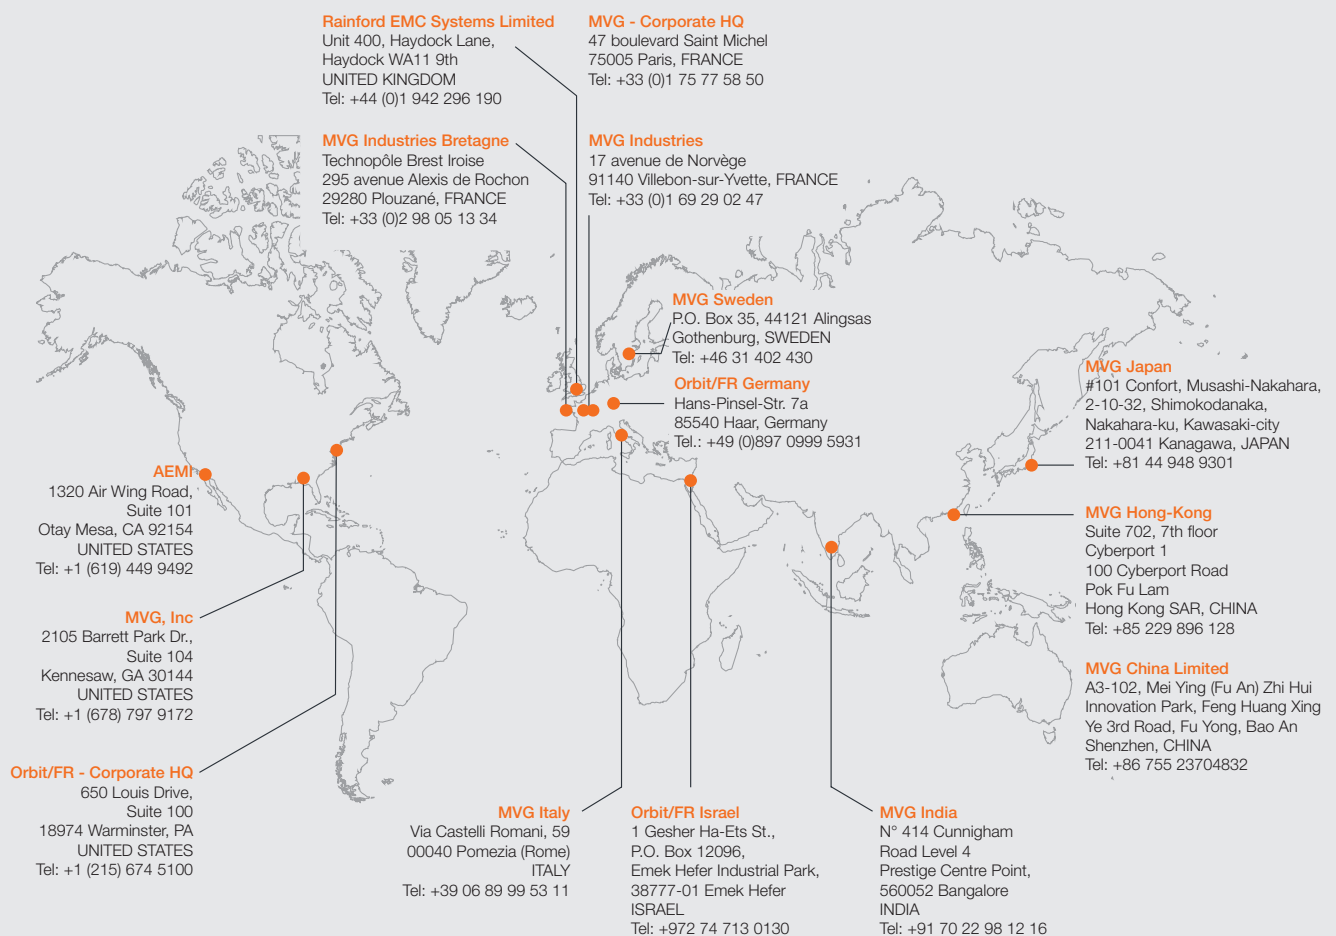 Rainford EMC Systems Limited
Unit 400, Haydock Lane,
Haydock WA11 9th
UNITED KINGDOM
Tel: +44 (0)1 942 296 190
MVG - Corporate HQ
47 boulevard Saint Michel
75005 Paris, FRANCE
Tel: +33 (0)1 75 77 58 50
MVG Industries Bretagne
Technopôle Brest Iroise
295 avenue Alexis de Rochon
29280 Plouzané, FRANCE
Tel: +33 (0)2 98 05 13 34
MVG Industries
17 avenue de Norvège
91140 Villebon-sur-Yvette, FRANCE
Tel: +33 (0)1 69 29 02 47
MVG Sweden
P.O. Box 35, 44121 Alingsas
Gothenburg, SWEDEN
Tel: +46 31 402 430
Orbit/FR Germany
Hans-Pinsel-Str. 7a
85540 Haar, Germany
Tel.: +49 (0)897 0999 5931
MVG Japan
#101 Confort, Musashi-Nakahara,
2-10-32, Shimokodanaka,
Nakahara-ku, Kawasaki-city
211-0041 Kanagawa, JAPAN
Tel: +81 44 948 9301
AEMI
1320 Air Wing Road,
Suite 101
Otay Mesa, CA 92154
UNITED STATES
Tel: +1 (619) 449 9492
MVG Hong-Kong
Suite 702, 7th floor
Cyberport 1
100 Cyberport Road
Pok Fu Lam
Hong Kong SAR, CHINA
Tel: +85 229 896 128
MVG, Inc
2105 Barrett Park Dr.,
Suite 104
Kennesaw, GA 30144
UNITED STATES
Tel: +1 (678) 797 9172
MVG China Limited
A3-102, Mei Ying (Fu An) Zhi Hui
Innovation Park, Feng Huang Xing
Ye 3rd Road, Fu Yong, Bao An
Shenzhen, CHINA
Tel: +86 755 23704832
Orbit/FR - Corporate HQ
650 Louis Drive,
Suite 100
18974 Warminster, PA
UNITED STATES
Tel: +1 (215) 674 5100
MVG Italy
Via Castelli Romani, 59
00040 Pomezia (Rome)
ITALY
Tel: +39 06 89 99 53 11
Orbit/FR Israel
1 Gesher Ha-Ets St.,
P.O. Box 12096,
Emek Hefer Industrial Park,
38777-01 Emek Hefer
ISRAEL
Tel: +972 74 713 0130
MVG India
N° 414 Cunnigham
Road Level 4
Prestige Centre Point,
560052 Bangalore
INDIA
Tel: +91 70 22 98 12 16